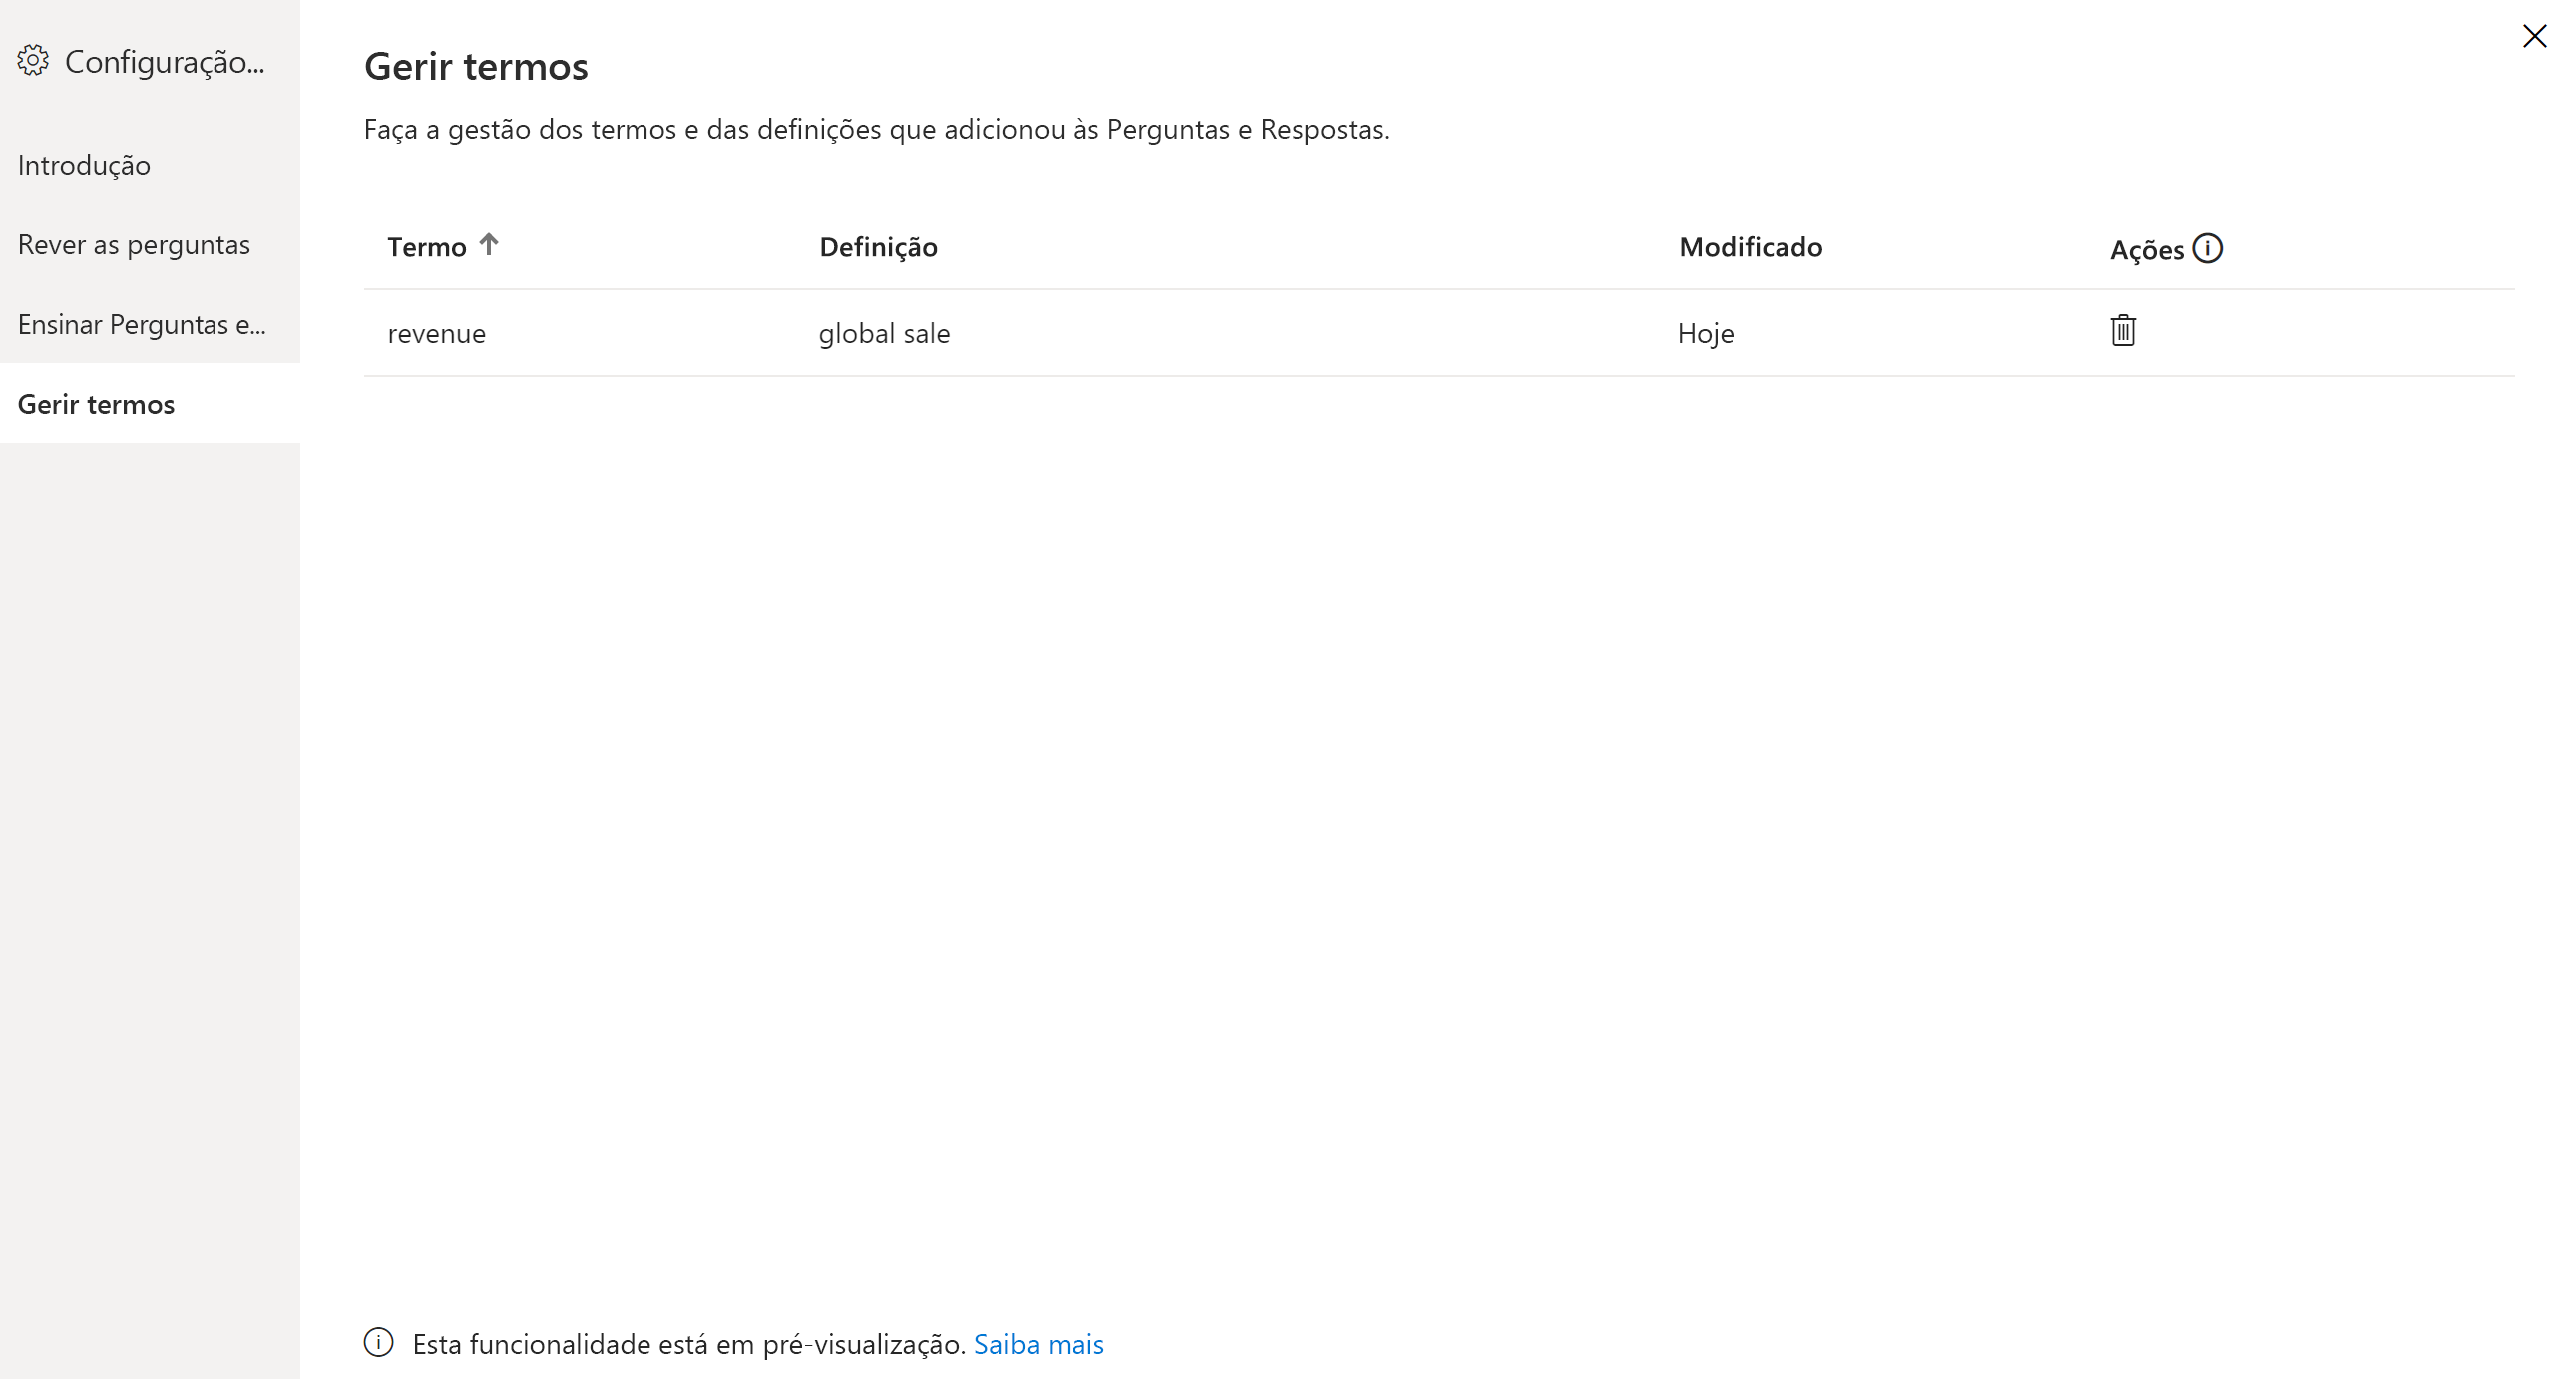 Configuração...
Introdução
Rever as perguntas
Ensinar Perguntas e...
Gerir termos
Gerir termos
Faça a gestão dos termos e das definições que adicionou às Perguntas e Respostas.
Termo Definição Modificado Ações
revenue global sale Hoje
Esta funcionalidade está em pré-visualização. Saiba mais